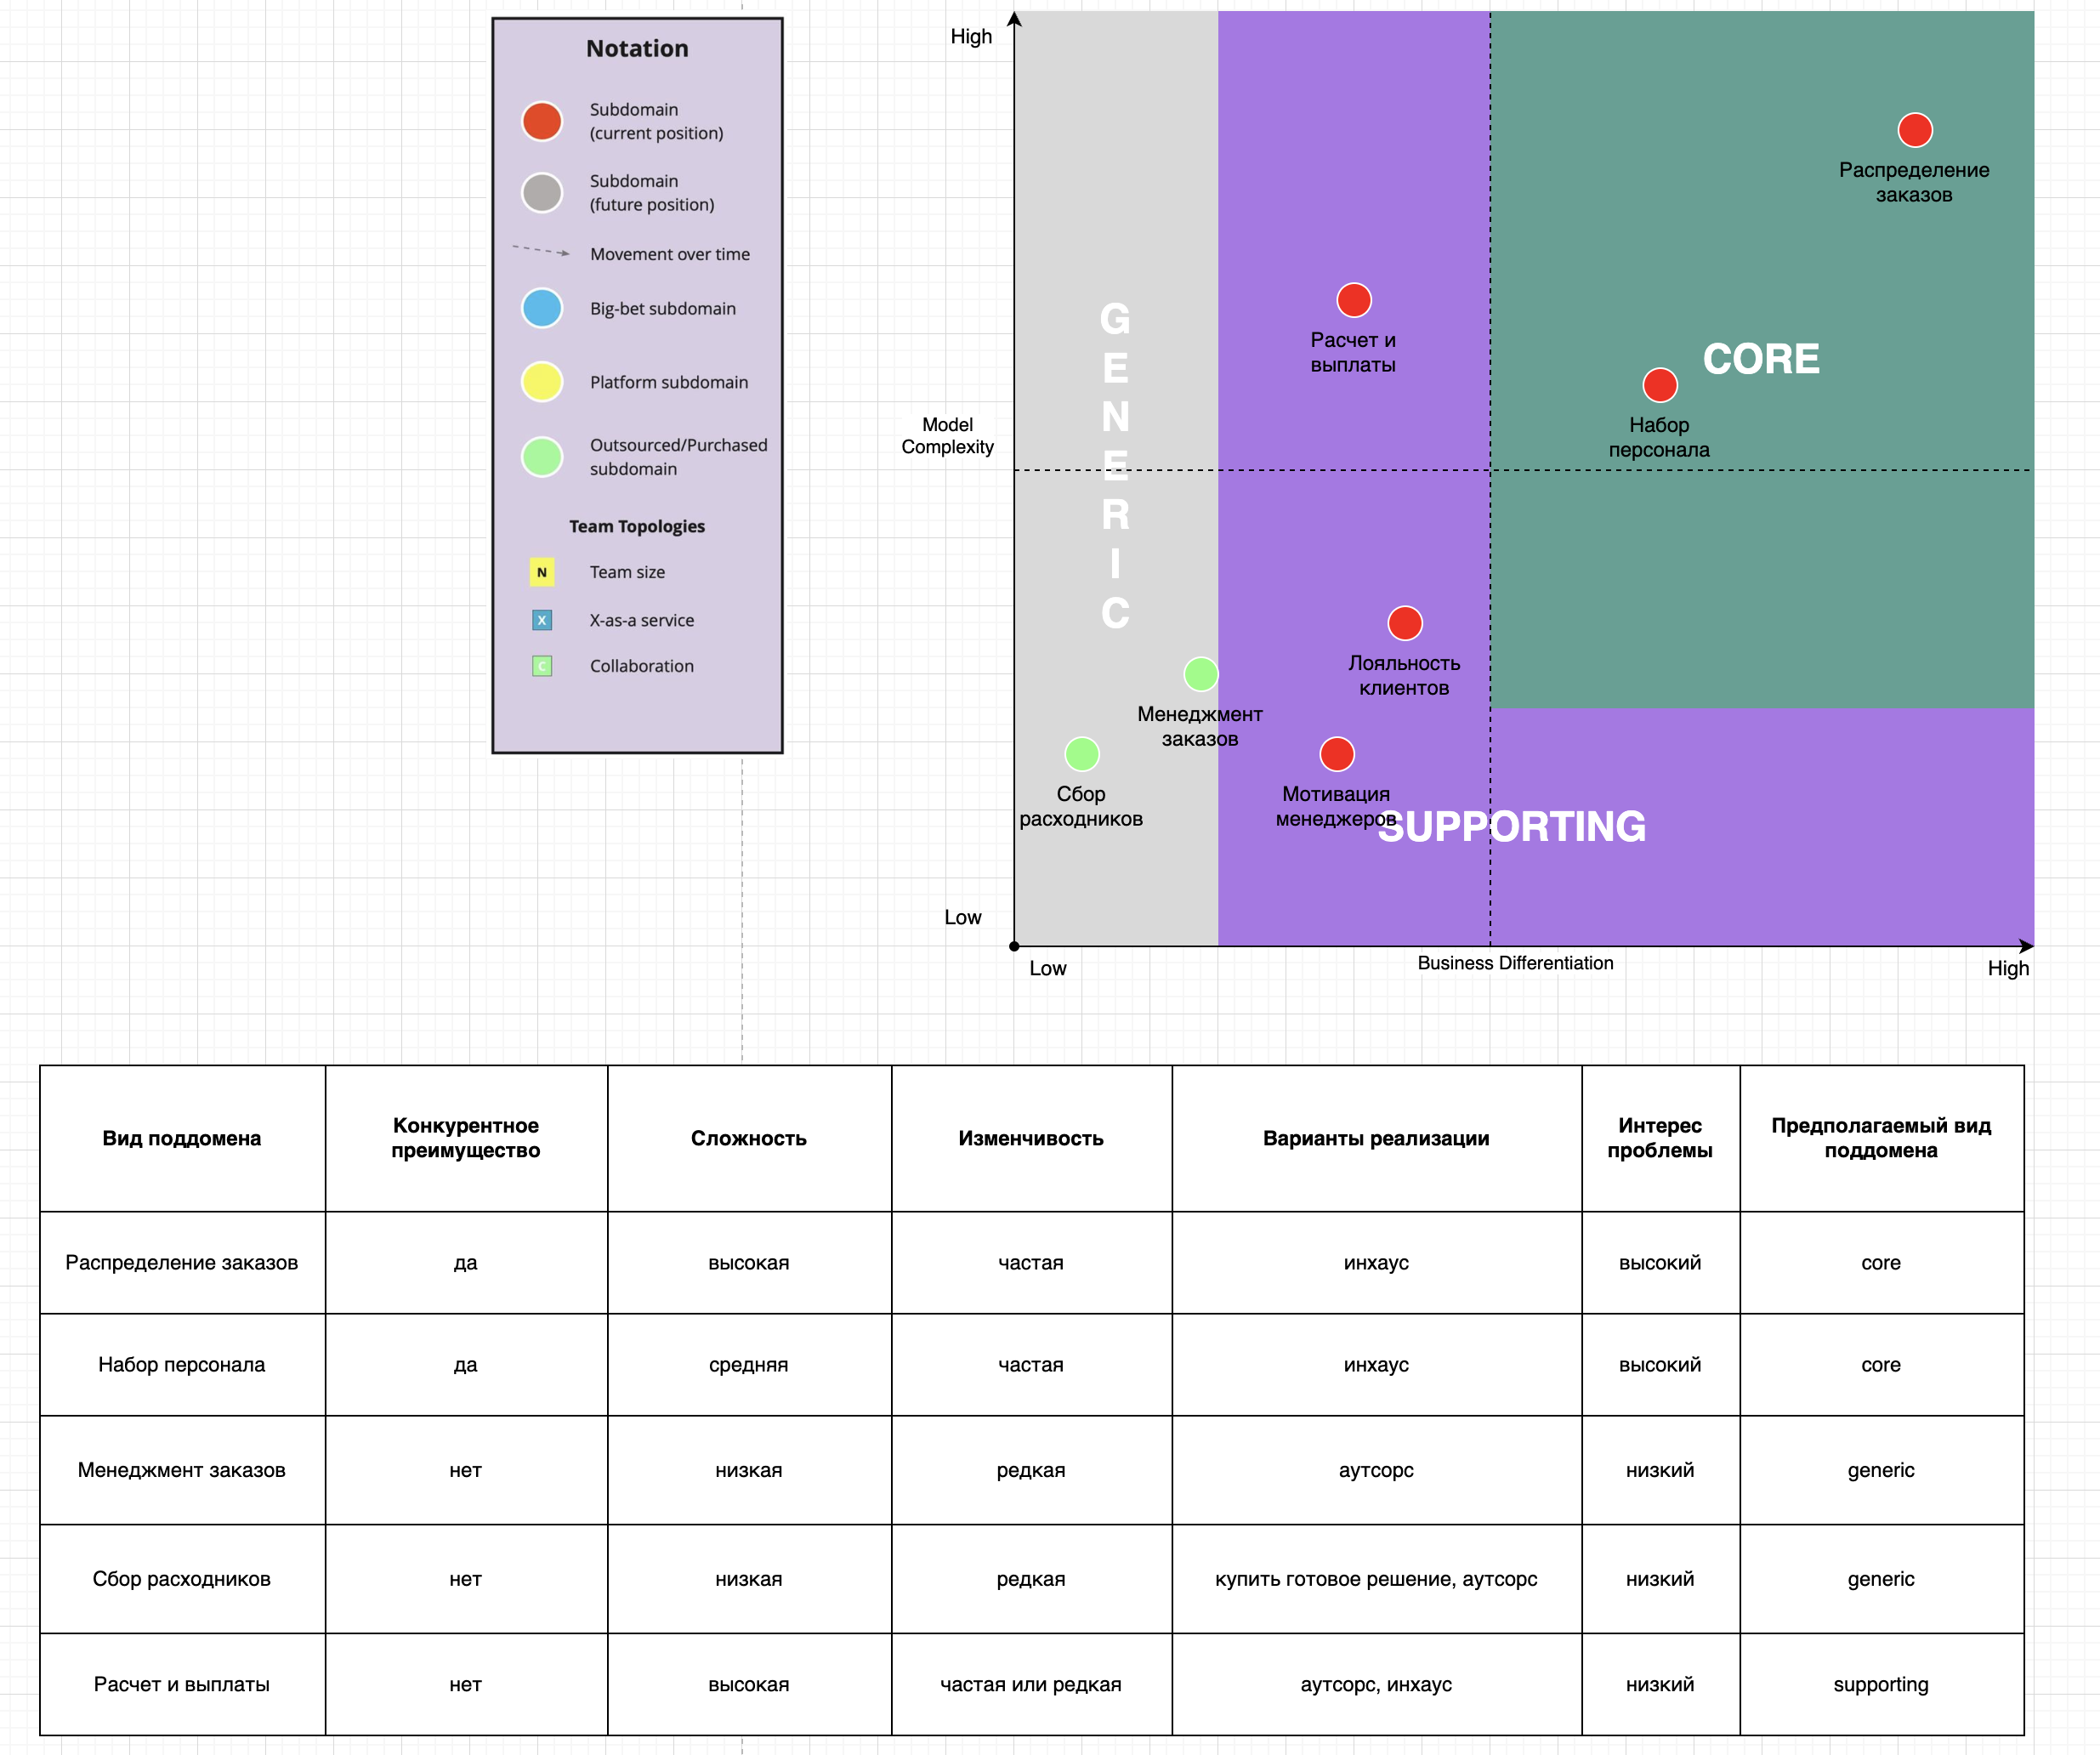 Notation
Subdomain
(current position)
Subdomain
(future position)
Movement over time
Big-bet subdomain
Platform subdomain
Outsourced/Purchased
subdomain
Team Topologies
N
Team size
X
X-as-a service
C
Collaboration
High
Model
Complexity
Low
Low
Business Differentiation
High
G
E
N
E
R
I
C
CORE
SUPPORTING
Распределение
заказов
Расчет и
выплаты
Набор
персонала
Лояльность
клиентов
Менеджмент
заказов
Сбор
расходников
Мотивация
менеджеров
Вид поддомена
Конкурентное
преимущество
Сложность
Изменчивость
Варианты реализации
Интерес
проблемы
Предполагаемый вид
поддомена
Распределение заказов
да
высокая
частая
инхаус
высокий
core
Набор персонала
да
средняя
частая
инхаус
высокий
core
Менеджмент заказов
нет
низкая
редкая
аутсорс
низкий
generic
Сбор расходников
нет
низкая
редкая
купить готовое решение, аутсорс
низкий
generic
Расчет и выплаты
нет
высокая
частая или редкая
аутсорс, инхаус
низкий
supporting